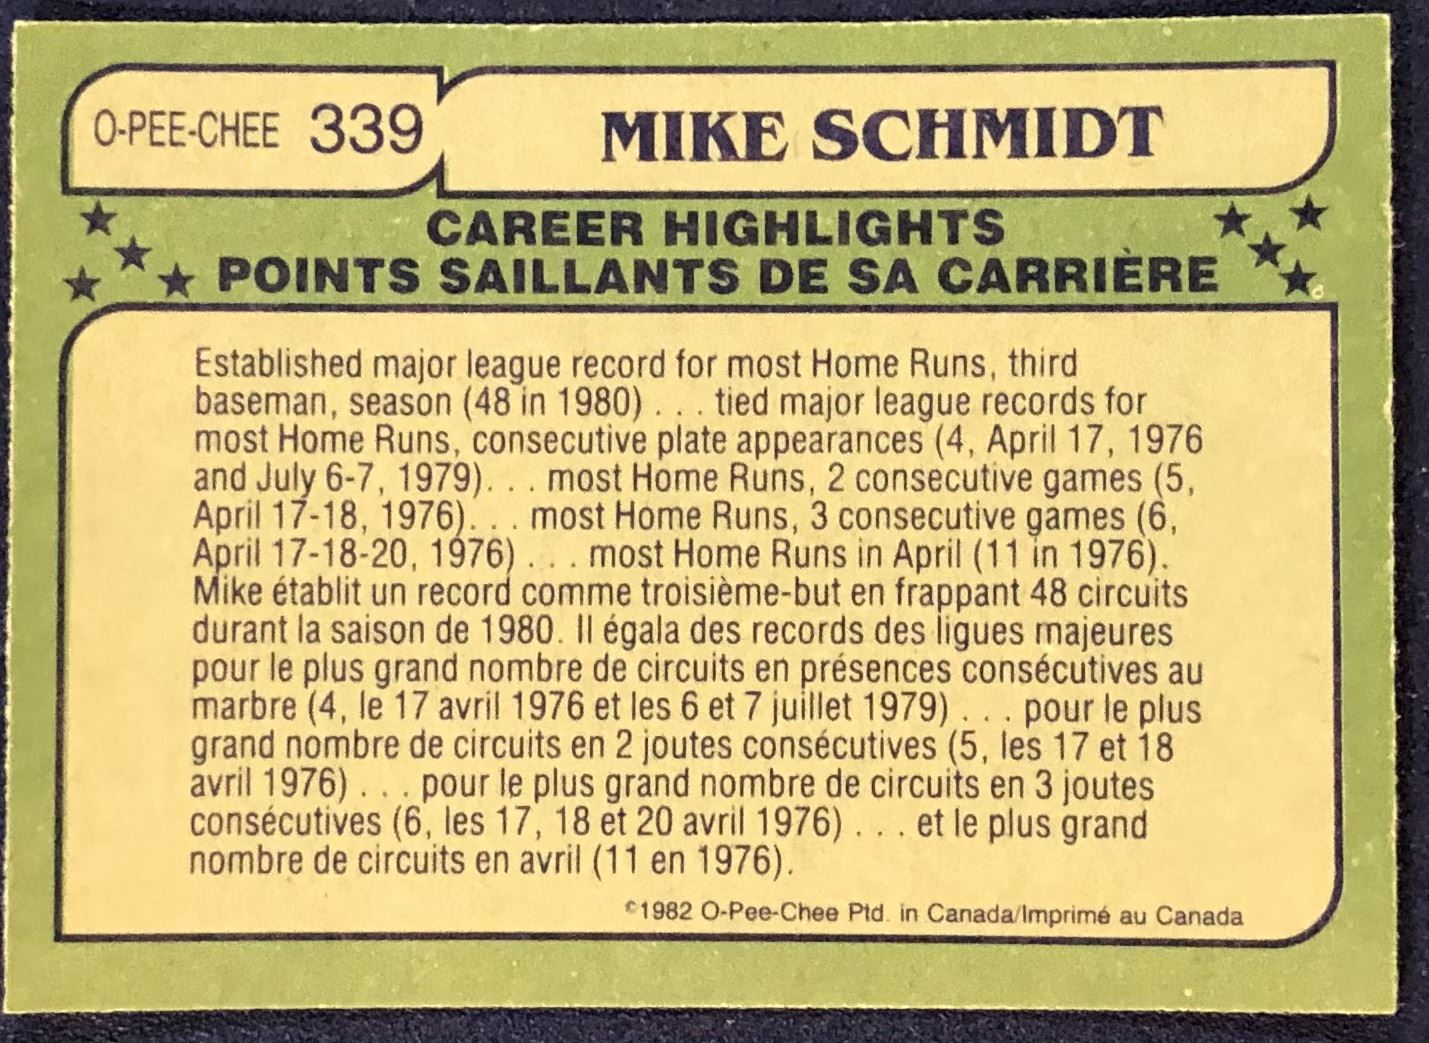 O-PEE-CHEE 339 MIKE SCHMIDT
CAREER HIGHLIGHTS
POINTS SAILLANTS DE SA CARRIÈRE
Established major league record for most Home Runs, third
baseman, season (48 in 1980) . . . tied major league records for
most Home Runs, consecutive plate appearances (4, April 17, 1976
and July 6-7, 1979). . . most Home Runs, 2 consecutive games (5,
April 17-18, 1976). . . most Home Runs, 3 consecutive games (6,
April 17-18-20, 1976) . . . most Home Runs in April (11 in 1976).
Mike établit un record comme troisième-but en frappant 48 circuits
durant la saison de 1980. Il égala des records des ligues majeures
pour le plus grand nombre de circuits en présences consécutives au
marbre (4, le 17 avril 1976 et les 6 et 7 juillet 1979) . . . pour le plus
grand nombre de circuits en 2 joutes consécutives (5, les 17 et 18
avril 1976) . . . pour le plus grand nombre de circuits en 3 joutes
consécutives (6, les 17, 18 et 20 avril 1976) . . . et le plus grand
nombre de circuits en avril (11 en 1976).
©1982 O-Pee-Chee Ptd. in Canada/Imprimé au Canada